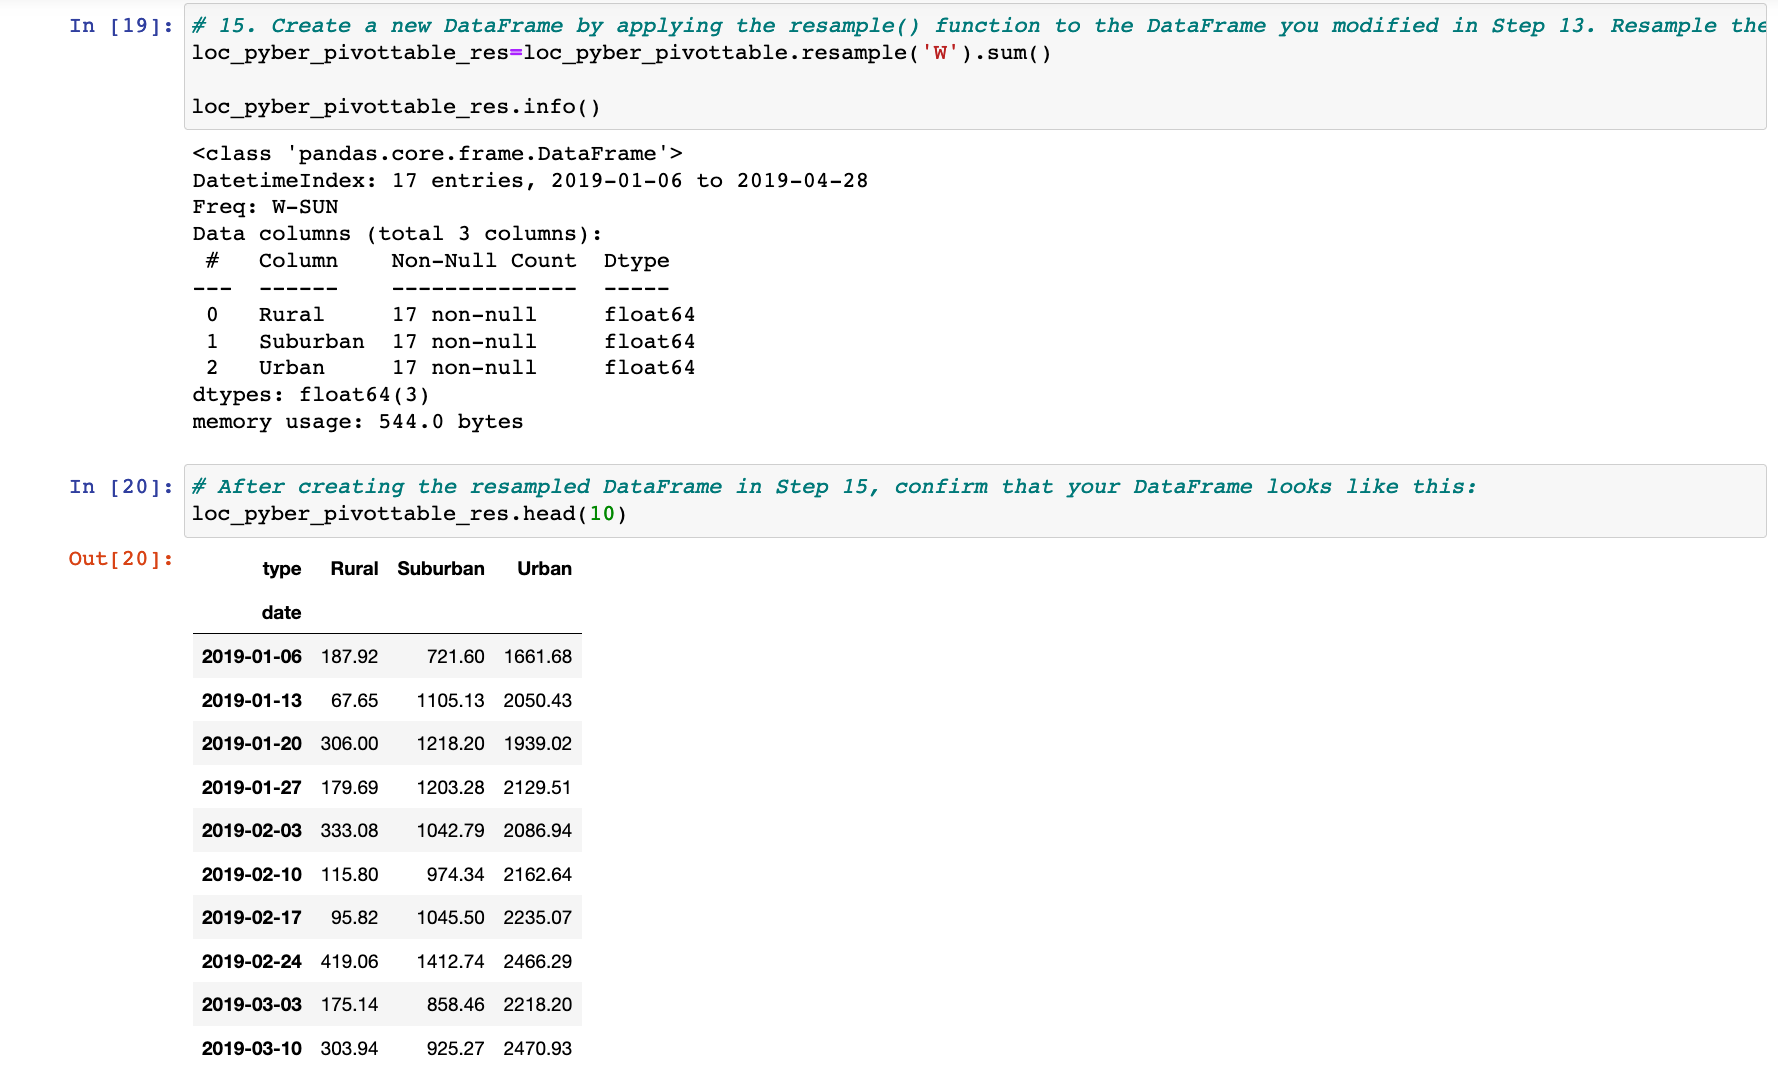 In [19]: # 15. Create a new DataFrame by applying the resample() function to the DataFrame you modified in Step 13. Resample the
loc_pyber_pivottable_res=loc_pyber_pivottable.resample('W').sum()
loc_pyber_pivottable_res.info()
<class 'pandas.core.frame.DataFrame'>
DatetimeIndex: 17 entries, 2019-01-06 to 2019-04-28
Freq: W-SUN
Data columns (total 3 columns):
 #   Column    Non-Null Count  Dtype
---  ------    --------------  -----
 0   Rural     17 non-null     float64
 1   Suburban  17 non-null     float64
 2   Urban     17 non-null     float64
dtypes: float64(3)
memory usage: 544.0 bytes
In [20]: # After creating the resampled DataFrame in Step 15, confirm that your DataFrame looks like this:
loc_pyber_pivottable_res.head(10)
Out[20]:
type Rural Suburban Urban
date
2019-01-06 187.92 721.60 1661.68
2019-01-13 67.65 1105.13 2050.43
2019-01-20 306.00 1218.20 1939.02
2019-01-27 179.69 1203.28 2129.51
2019-02-03 333.08 1042.79 2086.94
2019-02-10 115.80 974.34 2162.64
2019-02-17 95.82 1045.50 2235.07
2019-02-24 419.06 1412.74 2466.29
2019-03-03 175.14 858.46 2218.20
2019-03-10 303.94 925.27 2470.93